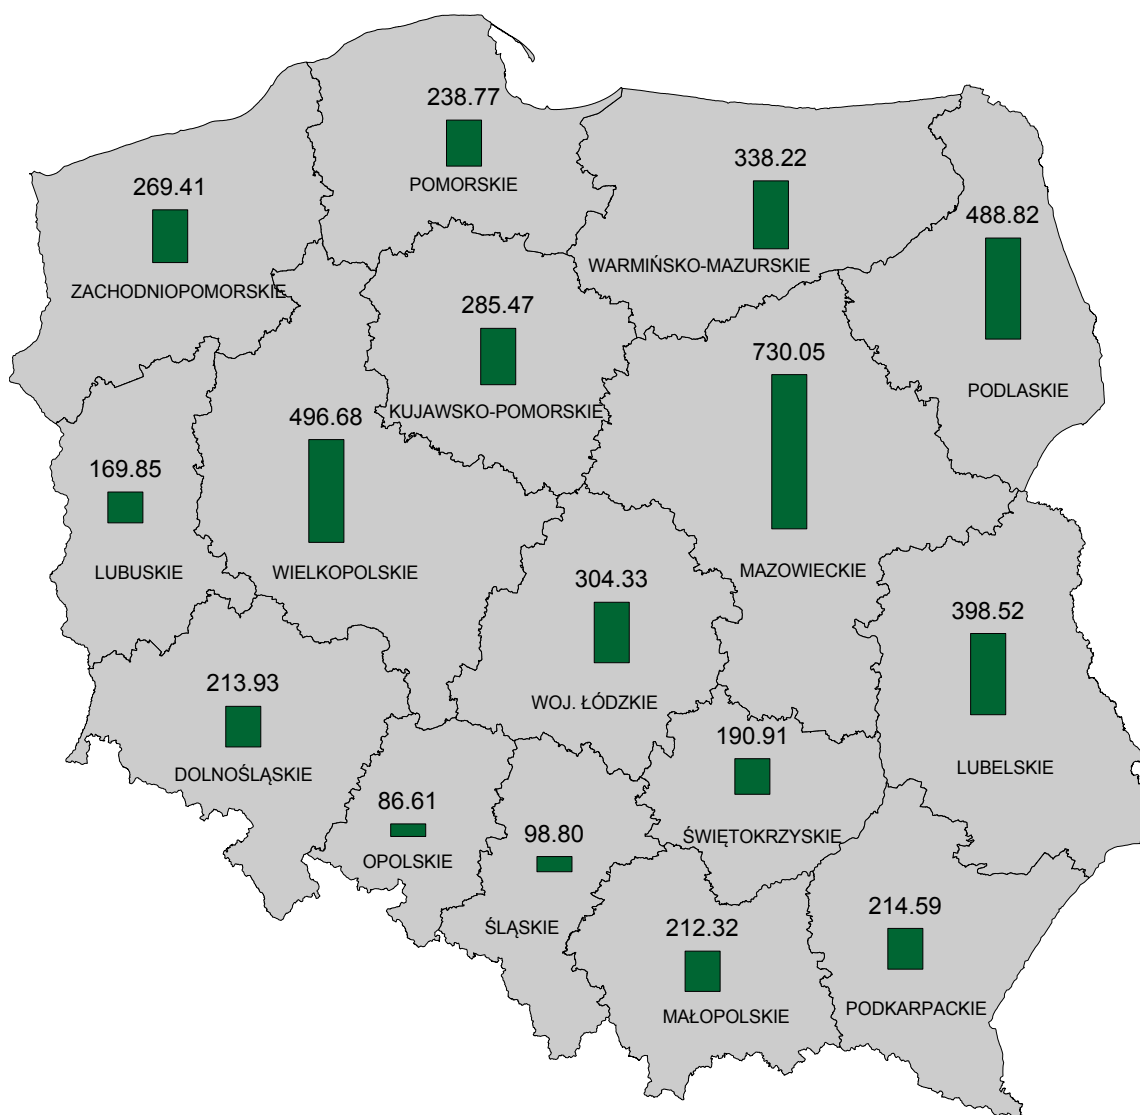 238.77
POMORSKIE
338.22
WARMIŃSKO-MAZURSKIE
269.41
ZACHODNIOPOMORSKIE
488.82
PODLASKIE
285.47
KUJAWSKO-POMORSKIE
730.05
MAZOWIECKIE
496.68
WIELKOPOLSKIE
169.85
LUBUSKIE
304.33
WOJ. ŁÓDZKIE
398.52
LUBELSKIE
213.93
DOLNOŚLĄSKIE
190.91
ŚWIĘTOKRZYSKIE
86.61
OPOLSKIE
98.80
ŚLĄSKIE
212.32
MAŁOPOLSKIE
214.59
PODKARPACKIE